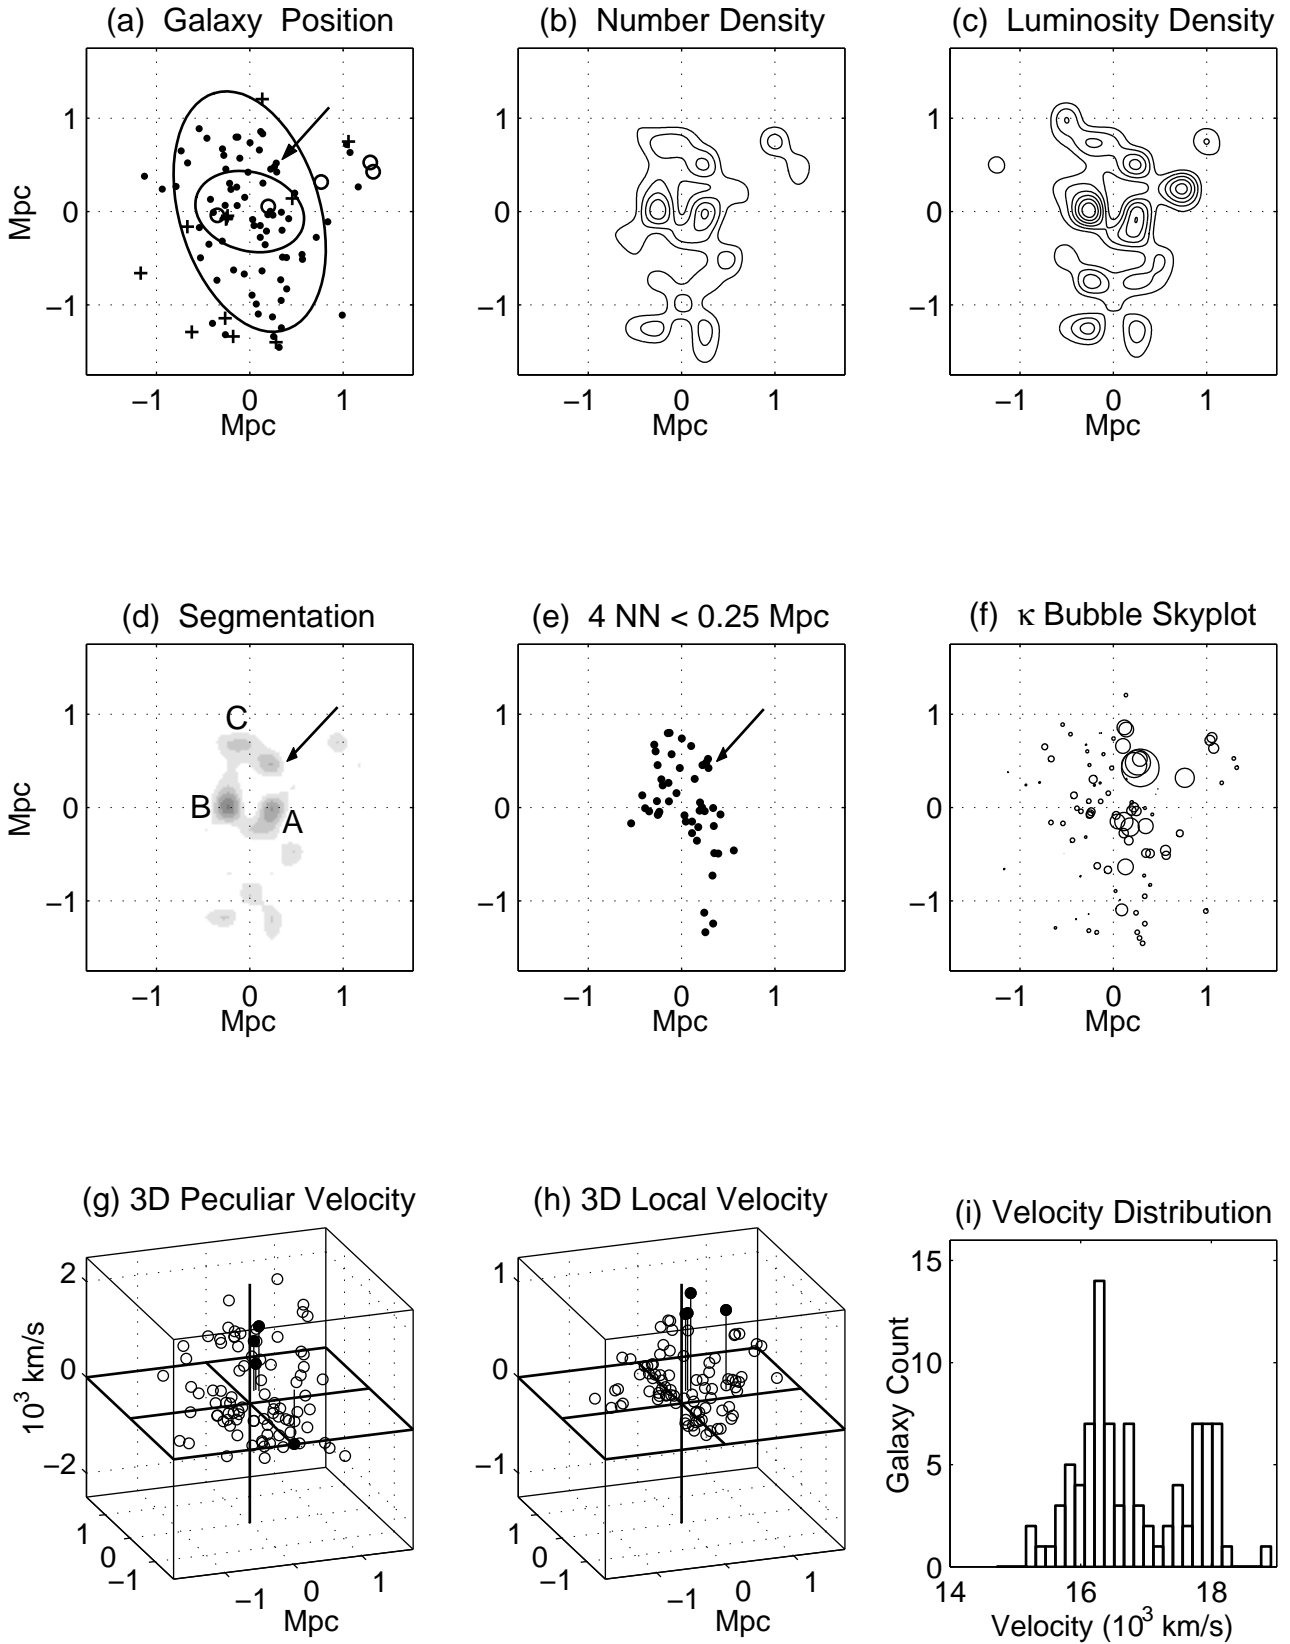 (a) Galaxy Position
(b) Number Density
(c) Luminosity Density
Mpc
1
0
−1
−1 0 1
Mpc
1
0
−1
−1 0 1
Mpc
1
0
−1
−1 0 1
Mpc
(d) Segmentation
(e) 4 NN < 0.25 Mpc
(f) κ Bubble Skyplot
Mpc
1
0
−1
C
B
A
−1 0 1
Mpc
1
0
−1
−1 0 1
Mpc
1
0
−1
−1 0 1
Mpc
(g) 3D Peculiar Velocity
(h) 3D Local Velocity
(i) Velocity Distribution
10³ km/s
2
0
−2
1
0
−1
−1
0
1
Mpc
1
0
−1
1
0
−1
−1
0
1
Mpc
Galaxy Count
15
10
5
0
14 16 18
Velocity (10³ km/s)